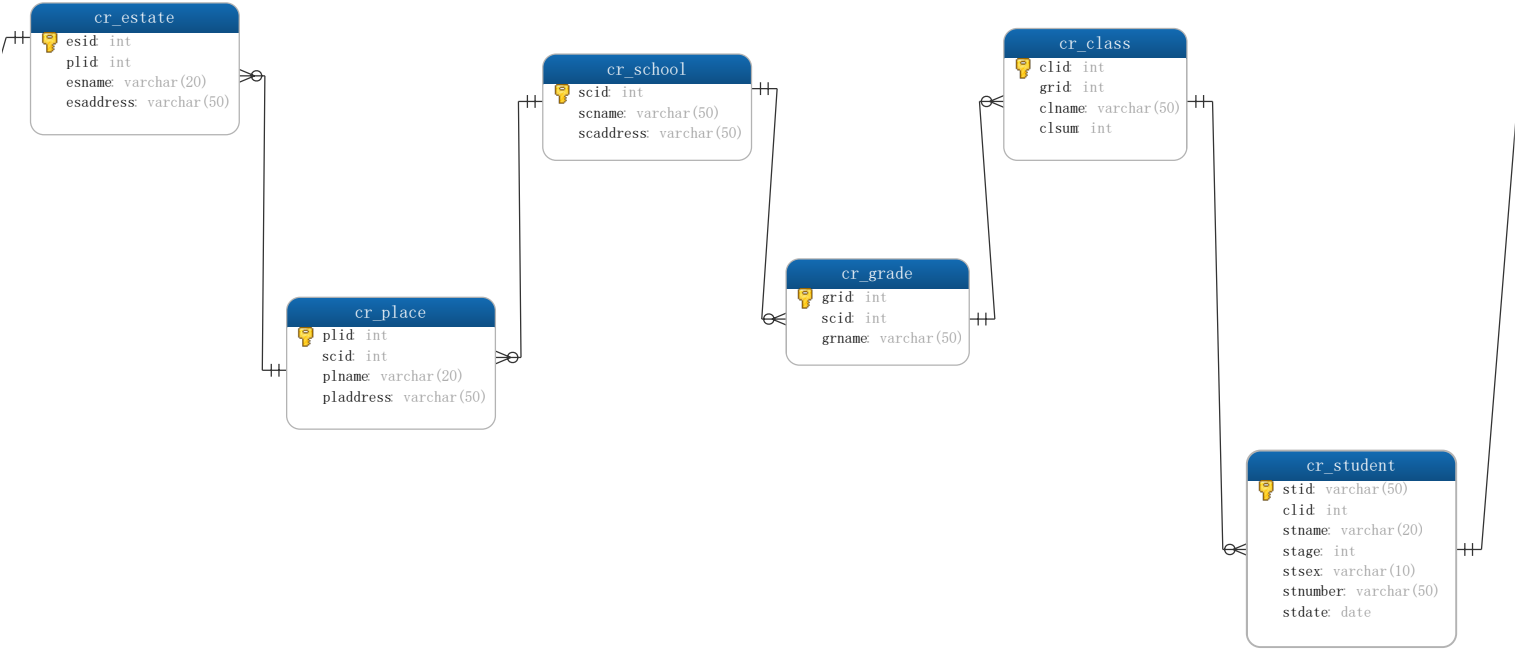 cr_estate
esid: int
plid: int
esname: varchar(20)
esaddress: varchar(50)
cr_school
scid: int
scname: varchar(50)
scaddress: varchar(50)
cr_class
clid: int
grid: int
clname: varchar(50)
clsum: int
cr_place
plid: int
scid: int
plname: varchar(20)
pladdress: varchar(50)
cr_grade
grid: int
scid: int
grname: varchar(50)
cr_student
stid: varchar(50)
clid: int
stname: varchar(20)
stage: int
stsex: varchar(10)
stnumber: varchar(50)
stdate: date